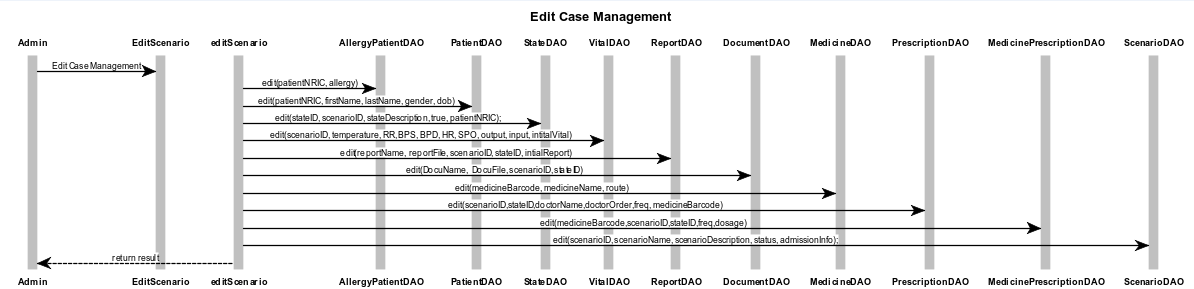 Edit Case Management
Admin EditScenario editScenario AllergyPatientDAO PatientDAO StateDAO VitalDAO ReportDAO DocumentDAO MedicineDAO PrescriptionDAO MedicinePrescriptionDAO ScenarioDAO
Edit Case Management
edit(patientNRIC, allergy)
edit(patientNRIC, firstName, lastName, gender, dob)
edit(stateID, scenarioID, stateDescription,true, patientNRIC);
edit(scenarioID, temperature, RR,BPS, BPD, HR, SPO, output, input, intitalVital)
edit(reportName, reportFile, scenarioID, stateID, intialReport)
edit(DocuName, DocuFile,scenarioID,stateID)
edit(medicineBarcode, medicineName, route)
edit(scenarioID,stateID,doctorName,doctorOrder,freq, medicineBarcode)
edit(medicineBarcode,scenarioID,stateID,freq,dosage)
edit(scenarioID,scenarioName, scenarioDescription, status, admissionInfo);
return result
Admin EditScenario editScenario AllergyPatientDAO PatientDAO StateDAO VitalDAO ReportDAO DocumentDAO MedicineDAO PrescriptionDAO MedicinePrescriptionDAO ScenarioDAO